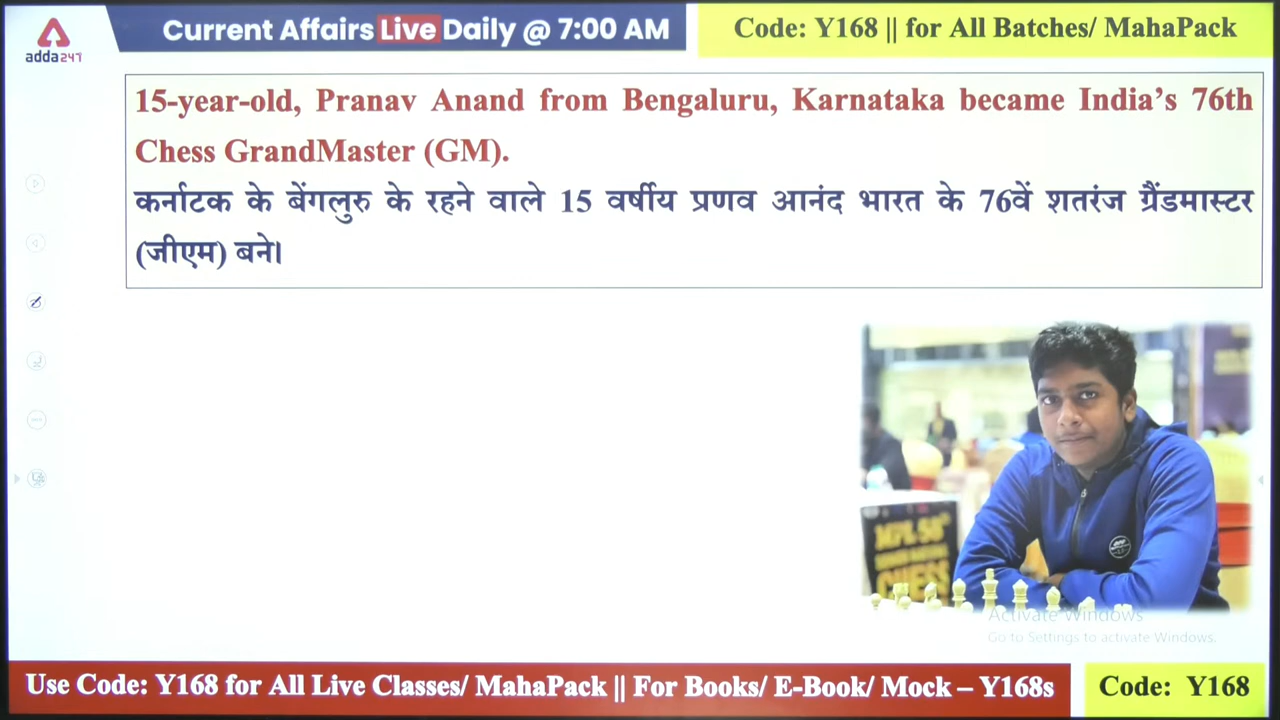 adda247
Current Affairs Live Daily @ 7:00 AM
Code: Y168 || for All Batches/ MahaPack
15-year-old, Pranav Anand from Bengaluru, Karnataka became India's 76th
Chess GrandMaster (GM).
कर्नाटक के बेंगलुरु के रहने वाले 15 वर्षीय प्रणव आनंद भारत के 76वें शतरंज ग्रैंडमास्टर
(जीएम) बने।
MPL 58th
CHESS
Activate Windows
Go to Settings to activate Windows.
Use Code: Y168 for All Live Classes/ MahaPack || For Books/ E-Book/ Mock – Y168s
Code: Y168